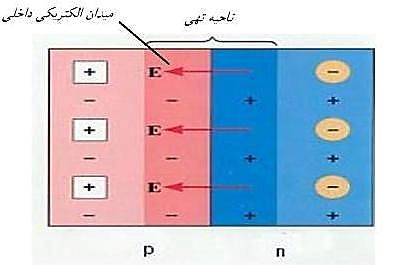 ناحیه تهی
میدان الکتریکی داخلی
+ E −
− − + +
+ E −
− − + +
+ E −
− − + +
p n